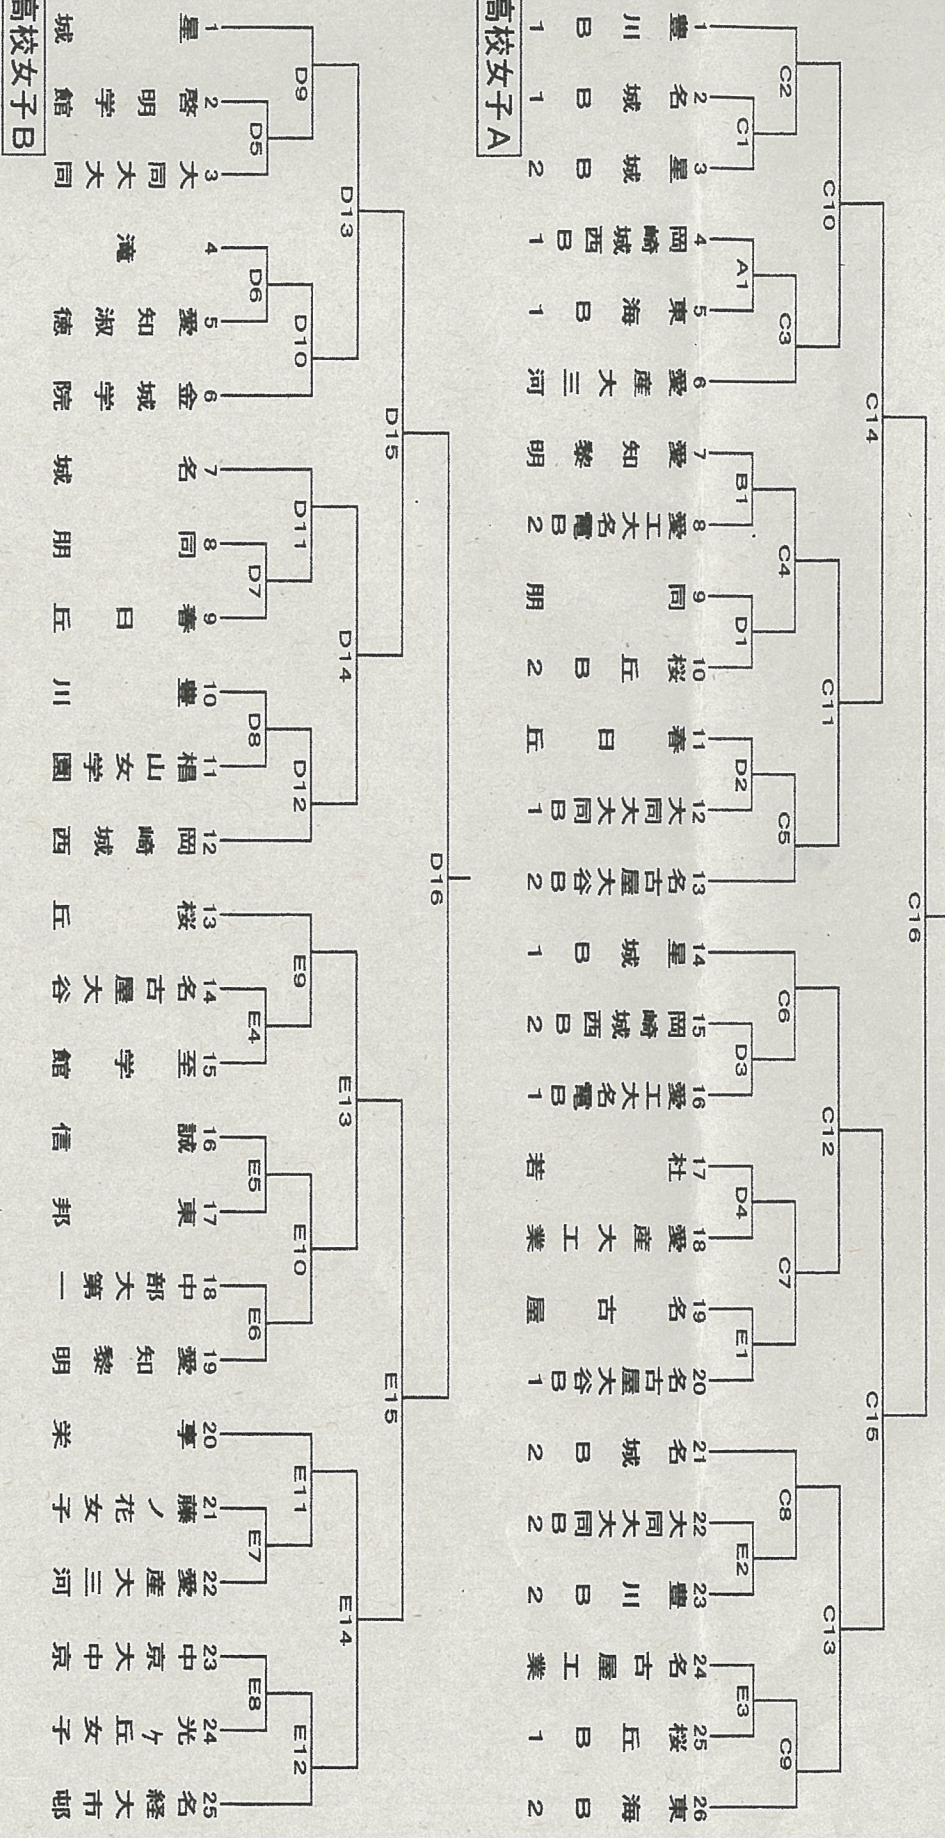 C16
C14 C15
C10 C11 C12 C13
C2 C3 C4 C5 C6 C7 C8 C9
C1 A1 B1 D1 D2 D3 D4 E1 E2 E3
1 豊川B1
2 名城B1
3 星城B2
4 岡崎城西B1
5 東海B1
6 愛産大三河
7 愛知黎明
8 愛工大名電B2
9 同朋
10 桜丘B2
11 春日丘
12 大同大大同B1
13 名古屋大谷B2
14 星城B1
15 岡崎城西B2
16 愛工大名電B1
17 杜若
18 愛産大工業
19 名古屋
20 名古屋大谷B1
21 名城B2
22 大同大大同B2
23 豊川B2
24 名古屋工業
25 桜丘B1
26 東海B2
高校女子A
D16
D15 E15
D13 D14 E13 E14
D9 D10 D11 D12 E9 E10 E11 E12
D5 D6 D7 D8 E4 E5 E6 E7 E8
1 星城
2 啓明学館
3 大同大大同
4 滝
5 愛知淑徳
6 金城学院
7 名城
8 同朋
9 春日丘
10 豊川
11 椙山女学園
12 岡崎城西
13 桜丘
14 名古屋大谷
15 至学館
16 誠信
17 東邦
18 中部大第一
19 愛知黎明
20 享栄
21 藤ノ花女子
22 愛産大三河
23 中京大中京
24 光ヶ丘女子
25 名経大市邨
高校女子B